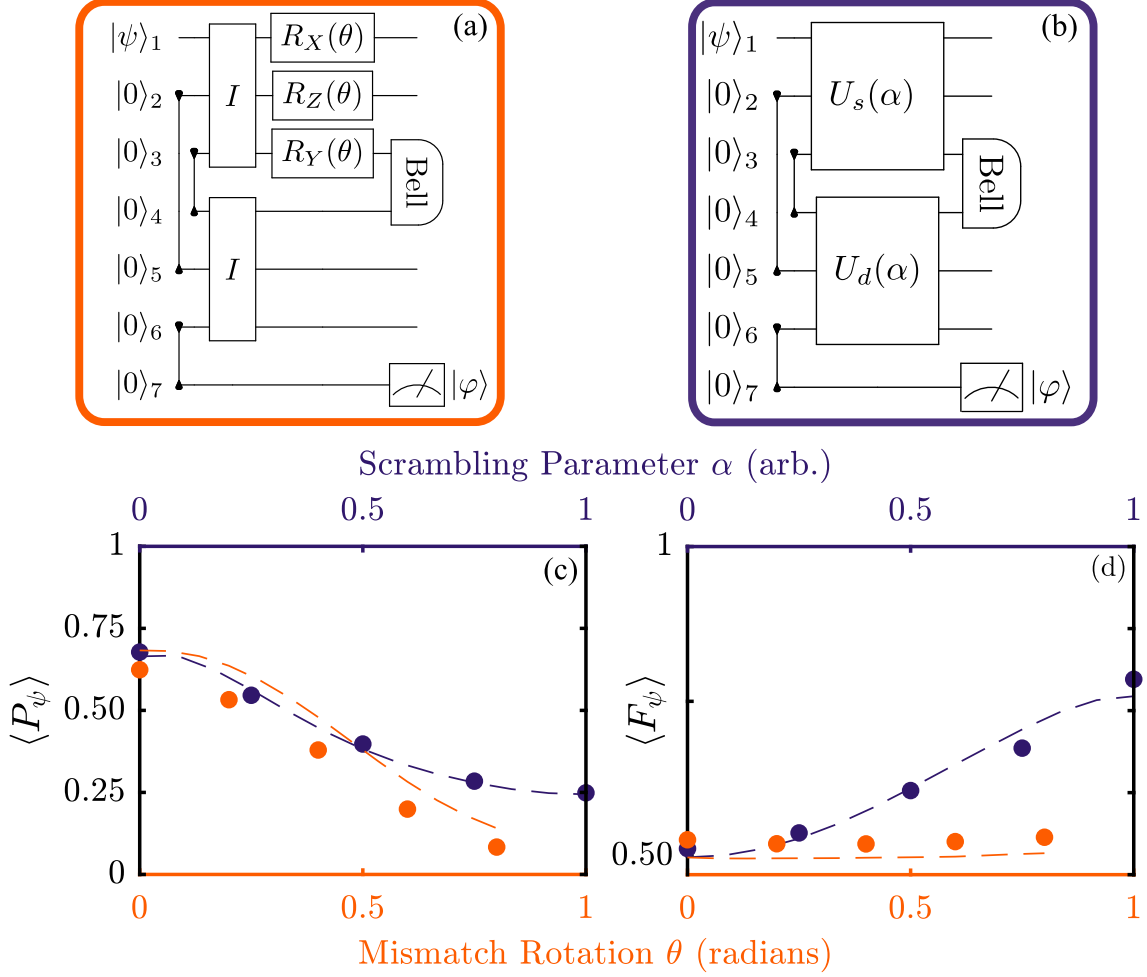 (a)
|ψ⟩₁
|0⟩₂
|0⟩₃
|0⟩₄
|0⟩₅
|0⟩₆
|0⟩₇
I
I
R_X(θ)
R_Z(θ)
R_Y(θ)
Bell
|φ⟩
(b)
|ψ⟩₁
|0⟩₂
|0⟩₃
|0⟩₄
|0⟩₅
|0⟩₆
|0⟩₇
U_s(α)
U_d(α)
Bell
|φ⟩
Scrambling Parameter α (arb.)
0 0.5 1
0 0.5 1
(c)
1
0.75
0.50
0.25
0
⟨P_ψ⟩
(d)
1
0.50
⟨F_ψ⟩
0 0.5 1
0 0.5 1
Mismatch Rotation θ (radians)